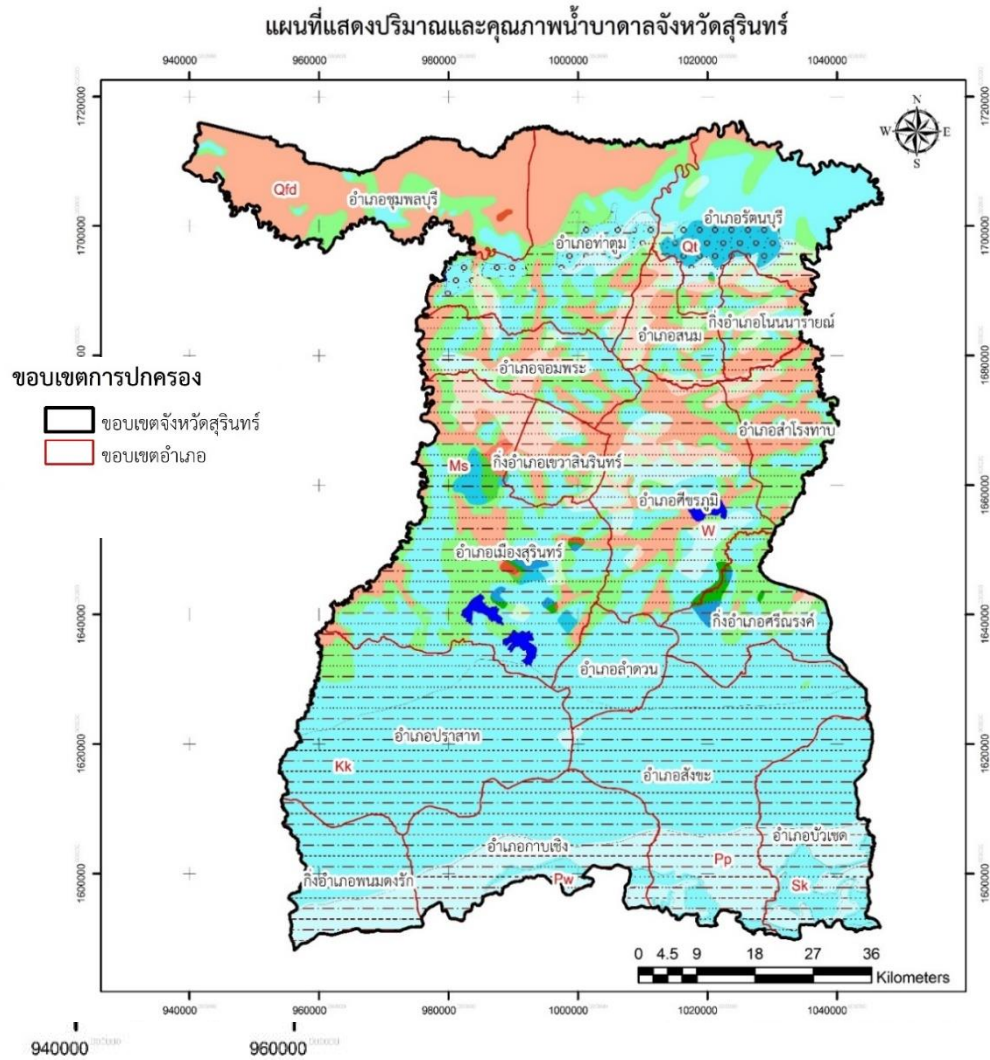 แผนที่แสดงปริมาณและคุณภาพน้ำบาดาลจังหวัดสุรินทร์
940000 960000 980000 1000000 1020000 1040000
1720000 1720000
N
W E
S
Qfd
อำเภอชุมพลบุรี
อำเภอรัตนบุรี
1700000 1700000
อำเภอท่าตูม
Qt
กิ่งอำเภอโนนนารายณ์
อำเภอสนม
00 1680000
อำเภอจอมพระ
ขอบเขตการปกครอง
ขอบเขตจังหวัดสุรินทร์
ขอบเขตอำเภอ
อำเภอสำโรงทาบ
Ms
กิ่งอำเภอเขวาสินรินทร์
1660000
อำเภอศีขรภูมิ
W
อำเภอเมืองสุรินทร์
1640000 1640000
กิ่งอำเภอศรีณรงค์
อำเภอลำดวน
อำเภอปราสาท
1620000 1620000
Kk
อำเภอสังขะ
อำเภอบัวเชด
อำเภอกาบเชิง
Pp
กิ่งอำเภอพนมดงรัก
Pw
Sk
1600000 1600000
0 4.5 9 18 27 36
Kilometers
940000 960000 980000 1000000 1020000 1040000
940000 960000